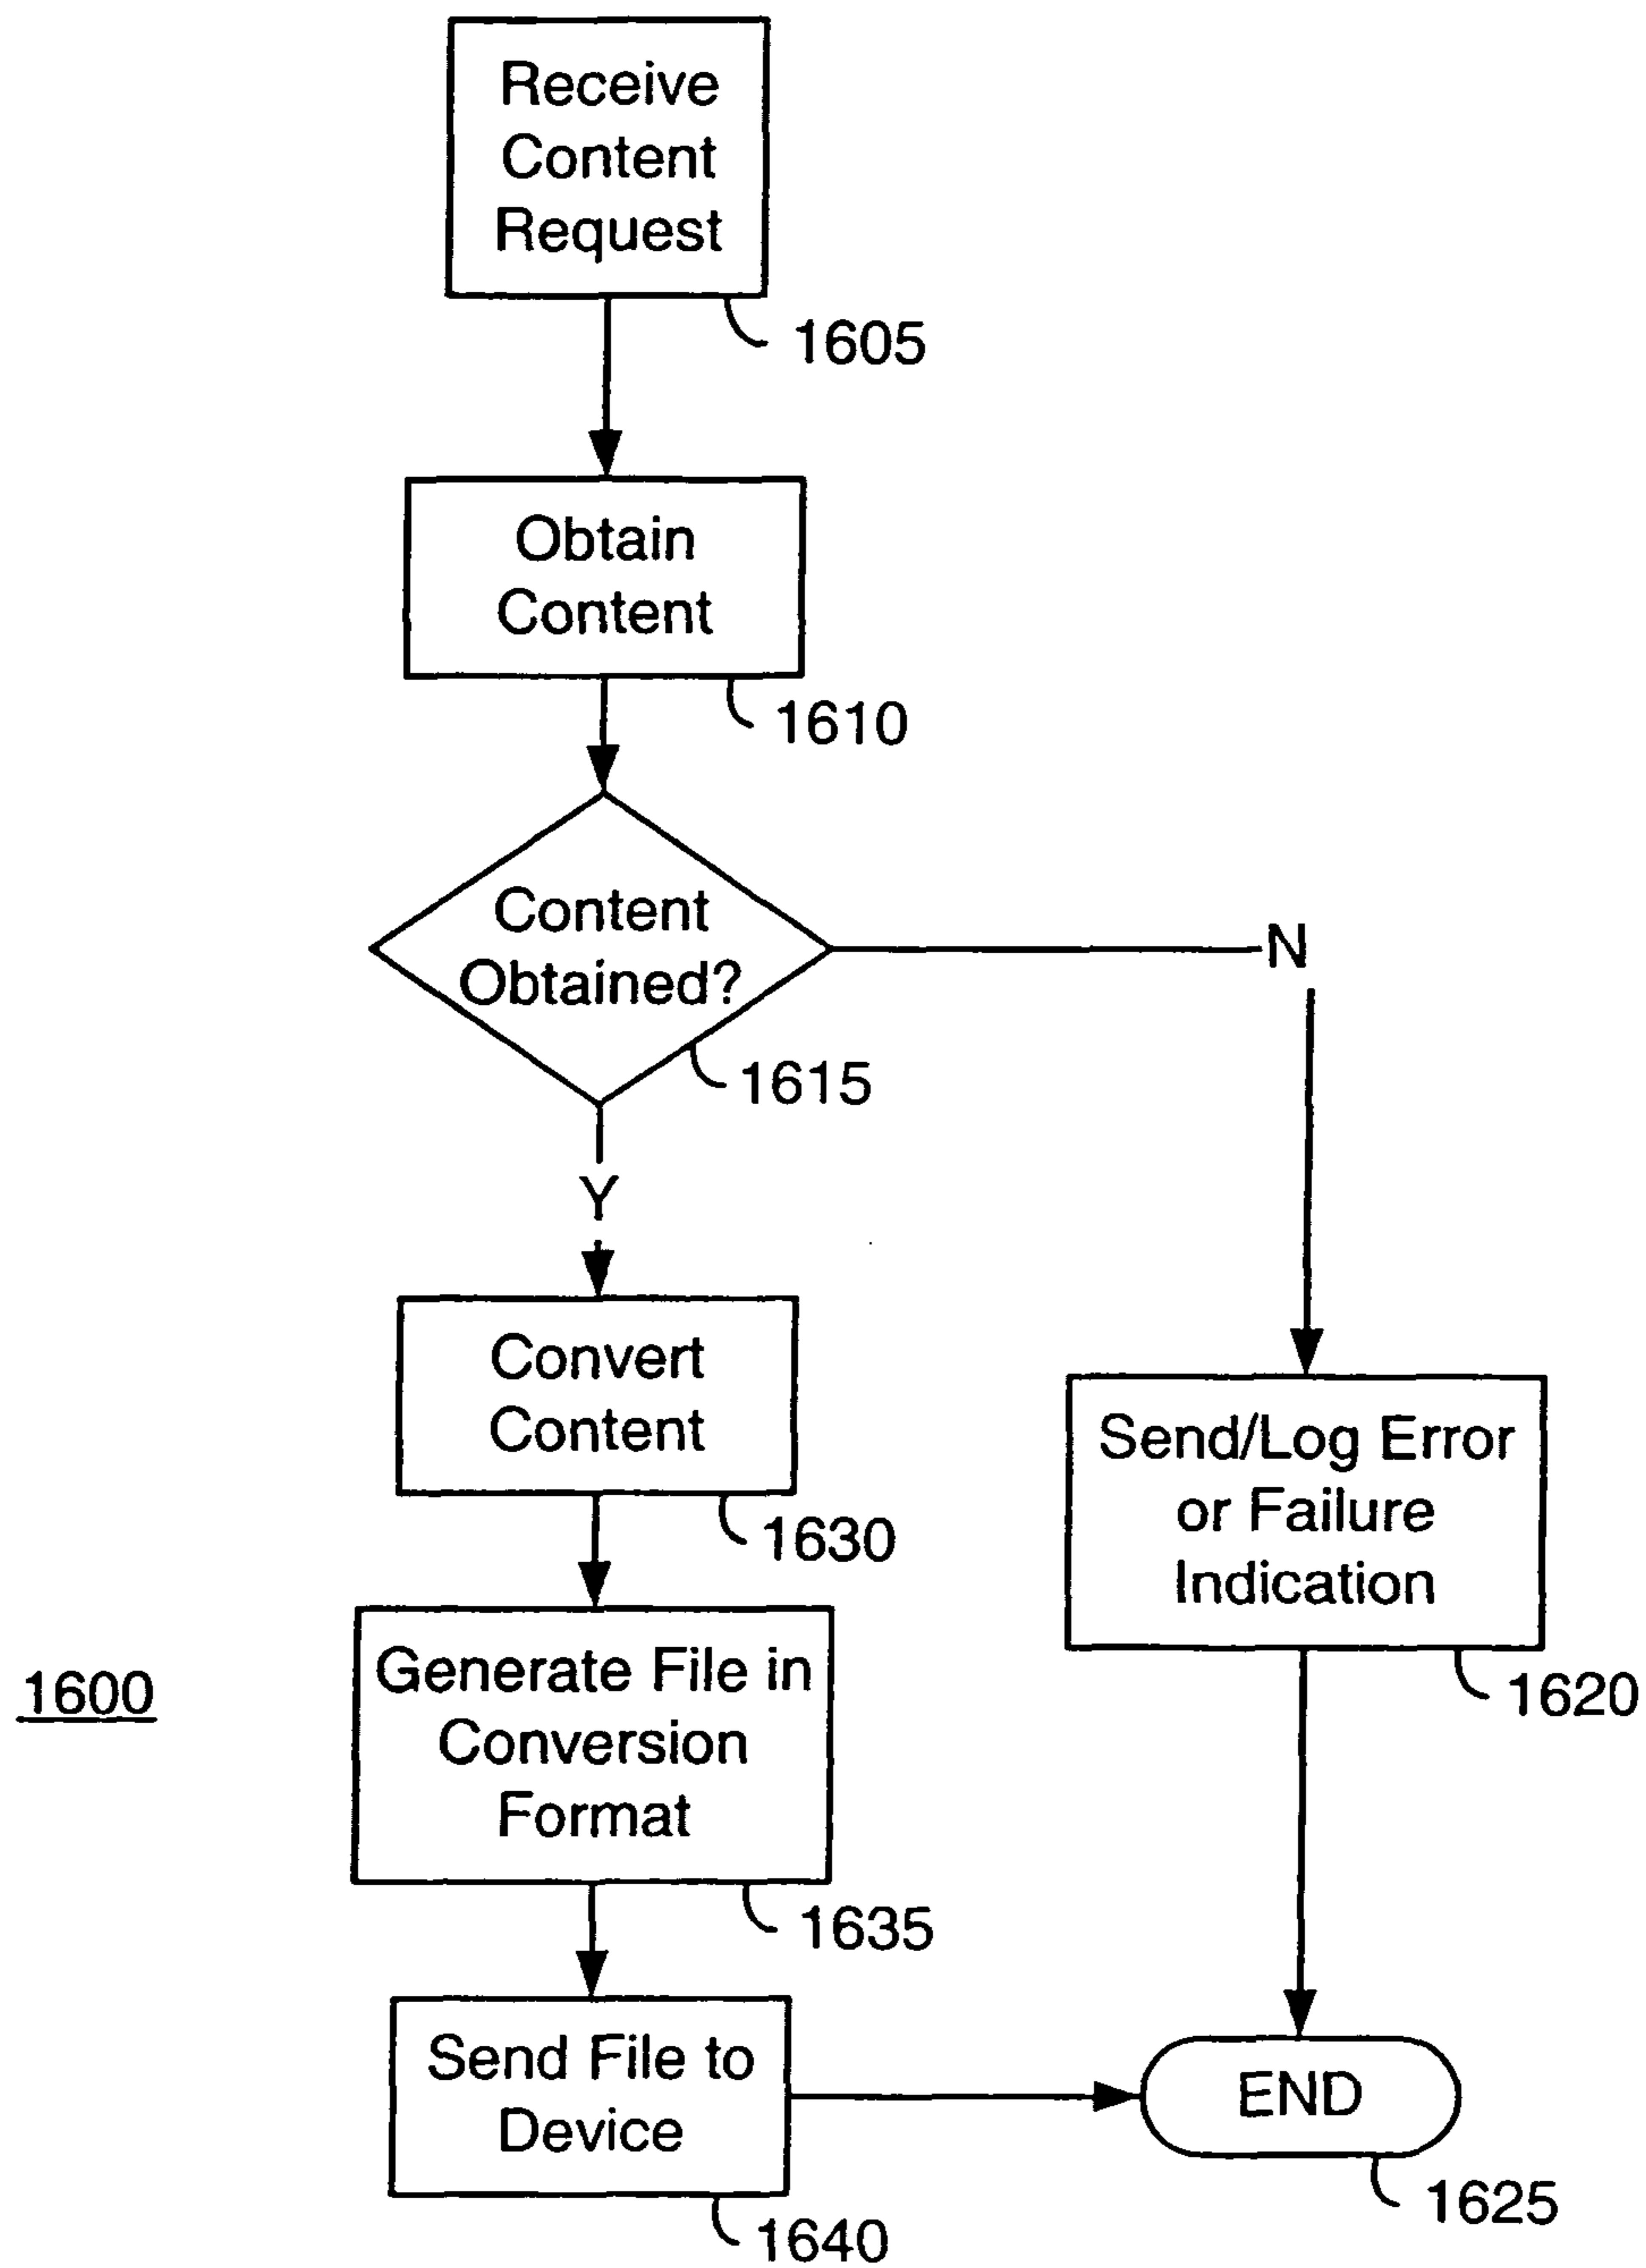 Receive
Content
Request
1605
Obtain
Content
1610
Content
Obtained?
N
1615
Y
Convert
Content
1630
Send/Log Error
or Failure
Indication
1620
Generate File in
Conversion
Format
1635
1600
Send File to
Device
1640
END
1625